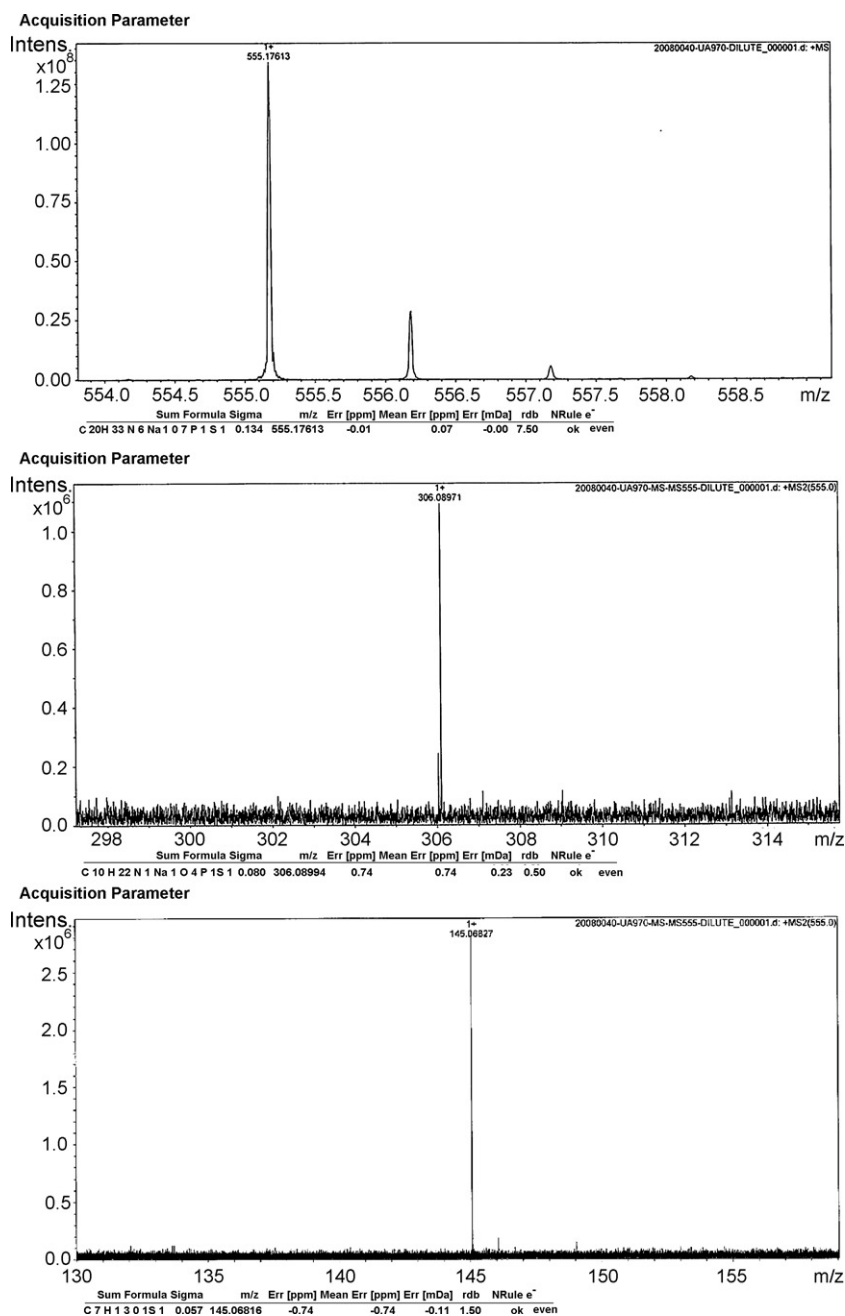 Acquisition Parameter
Intens.
x10⁸
1+
555.17613
20080040-UA970-DILUTE_000001.d: +MS
1.25
1.00
0.75
0.50
0.25
0.00
554.0 554.5 555.0 555.5 556.0 556.5 557.0 557.5 558.0 558.5 m/z
Sum Formula Sigma m/z Err [ppm] Mean Err [ppm] Err [mDa] rdb NRule e⁻
C 20H 33 N 6 Na 1 0 7 P 1 S 1 0.134 555.17613 -0.01 0.07 -0.00 7.50 ok even
Acquisition Parameter
Intens.
x10⁶
1+
306.08971
20080040-UA970-MS-MS555-DILUTE_000001.d: +MS2(555.0)
1.0
0.8
0.6
0.4
0.2
0.0
298 300 302 304 306 308 310 312 314 m/z
Sum Formula Sigma m/z Err [ppm] Mean Err [ppm] Err [mDa] rdb NRule e⁻
C 10 H 22 N 1 Na 1 O 4 P 1S 1 0.080 306.08994 0.74 0.74 0.23 0.50 ok even
Acquisition Parameter
Intens.
x10⁶
1+
145.06827
20080040-UA970-MS-MS555-DILUTE_000001.d: +MS2(555.0)
2.5
2.0
1.5
1.0
0.5
0.0
130 135 140 145 150 155 m/z
Sum Formula Sigma m/z Err [ppm] Mean Err [ppm] Err [mDa] rdb NRule e⁻
C 7 H 1 3 0 1S 1 0.057 145.06816 -0.74 -0.74 -0.11 1.50 ok even